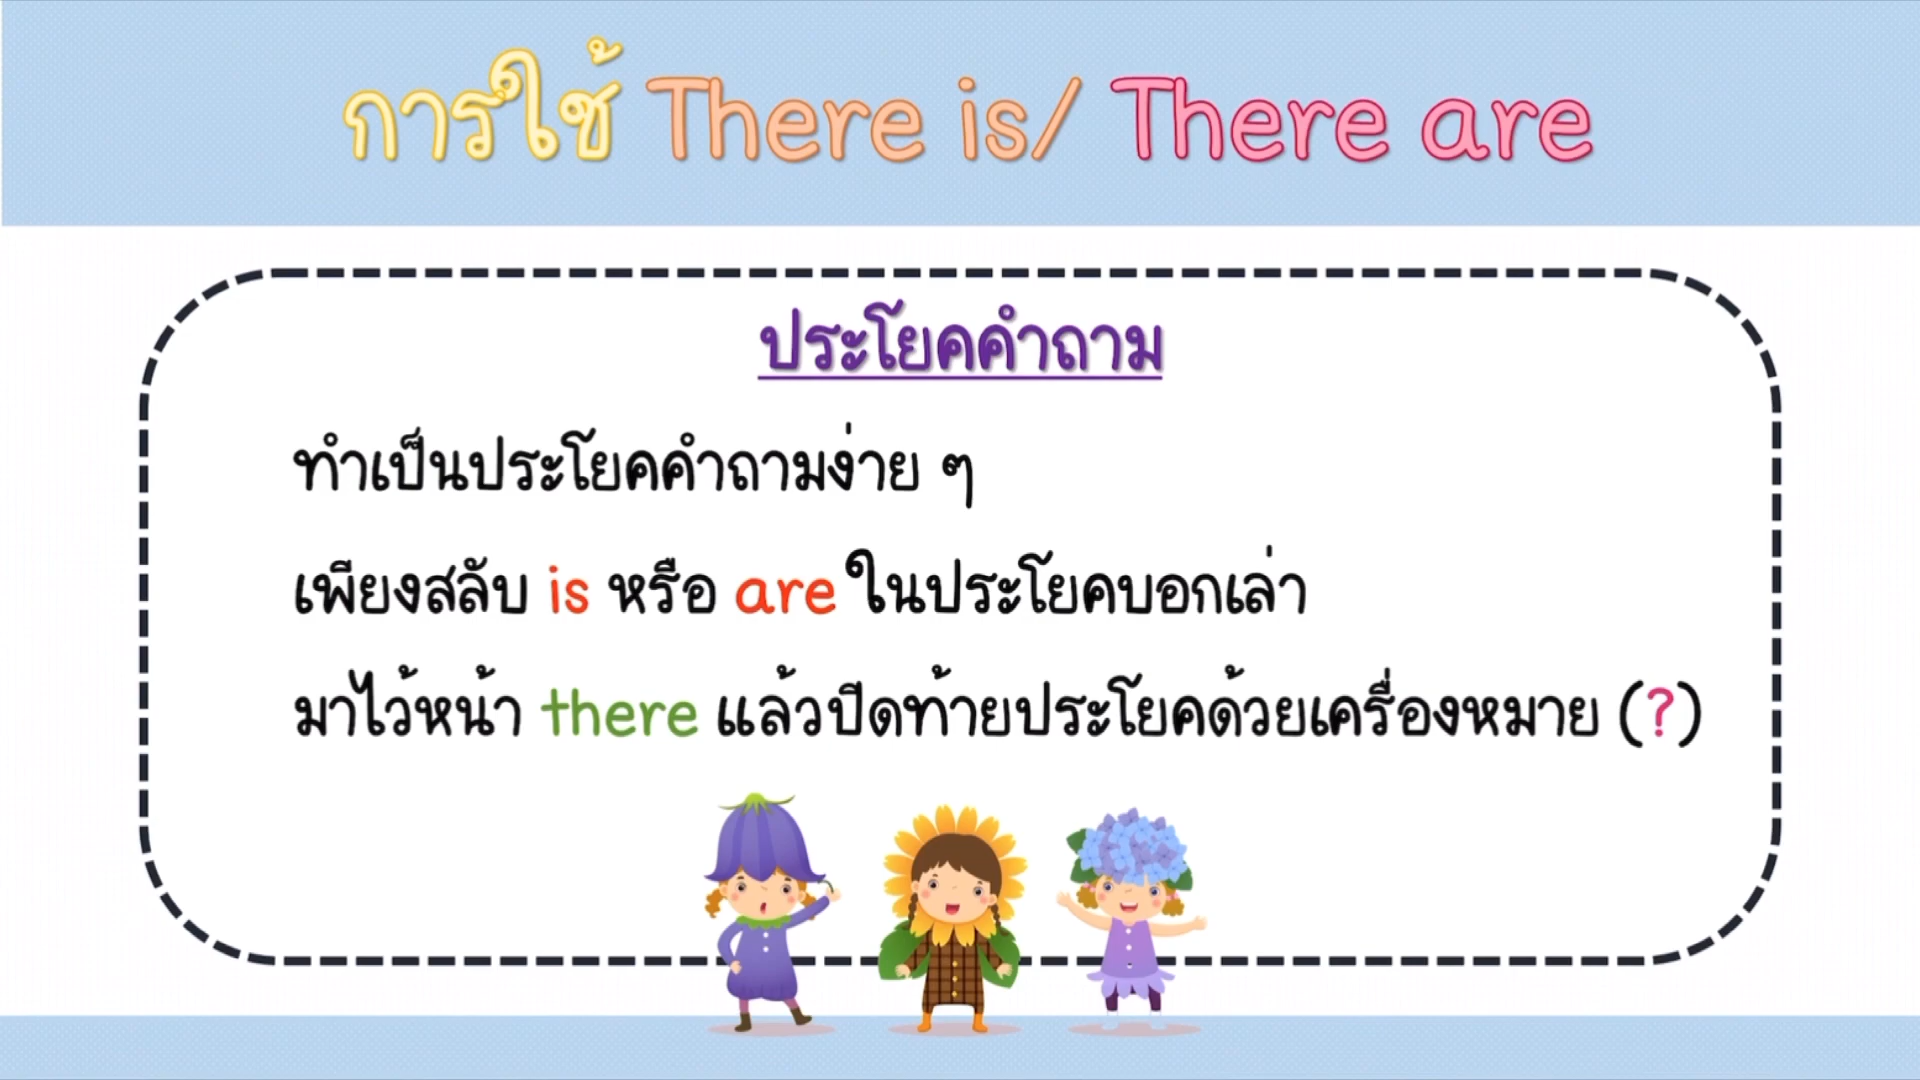 การใช้ There is/ There are
ประโยคคำถาม
ทำเป็นประโยคคำถามง่าย ๆ
เพียงสลับ is หรือ are ในประโยคบอกเล่า
มาไว้หน้า there แล้วปิดท้ายประโยคด้วยเครื่องหมาย (?)